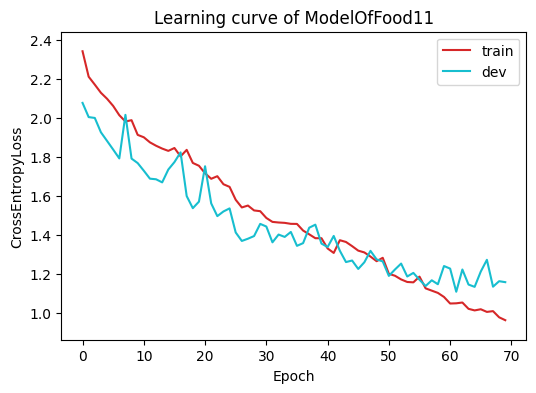 Learning curve of ModelOfFood11
2.4
2.2
2.0
1.8
1.6
1.4
1.2
1.0
CrossEntropyLoss
train
dev
0 10 20 30 40 50 60 70
Epoch